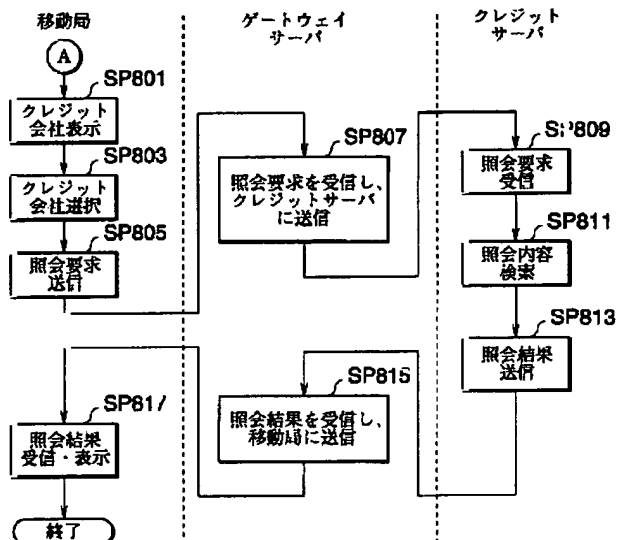 移動局
ゲートウェイ
サーバ
クレジット
サーバ
A
SP801
クレジット
会社表示
SP803
クレジット
会社選択
SP805
照会要求
送信
SP807
照会要求を受信し、
クレジットサーバ
に送信
SP809
照会要求
受信
SP811
照会内容
検索
SP813
照会結果
送信
SP815
照会結果を受信し、
移動局に送信
SP817
照会結果
受信・表示
終了